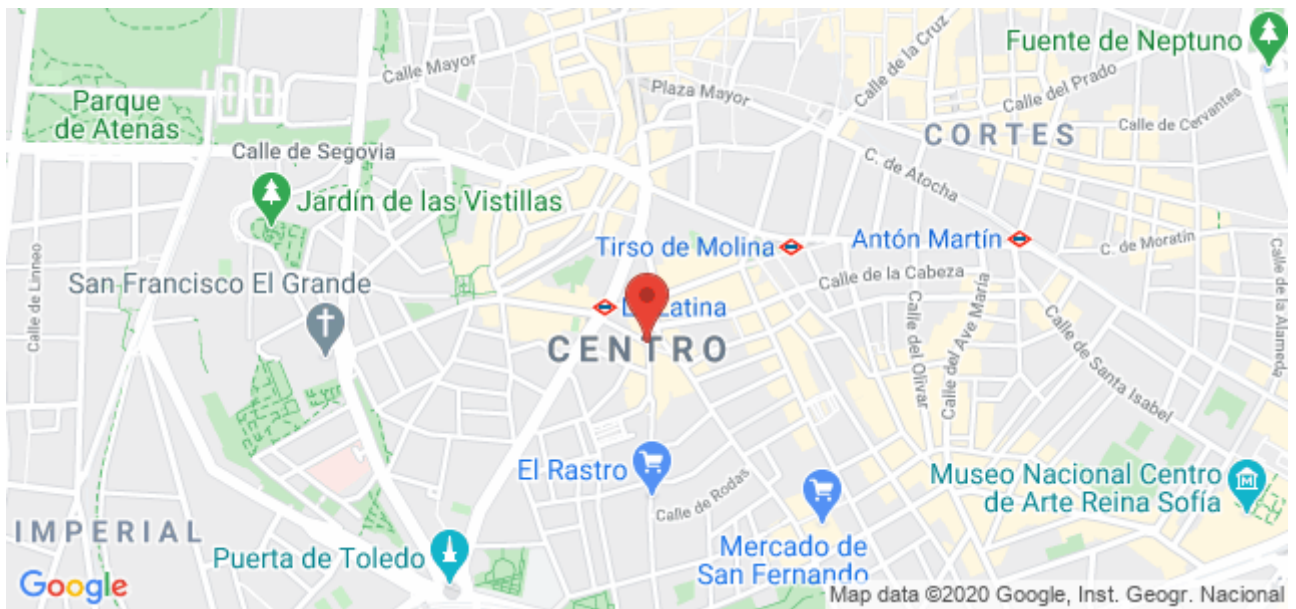 Fuente de Neptuno
Calle de la Cruz
Calle Mayor
Plaza Mayor
Calle del Prado
Parque
de Atenas
CORTES
Calle de Cervantes
Calle de Segovia
C. de Atocha
Jardín de las Vistillas
Tirso de Molina
Antón Martín
C. de Moratín
Calle de la Cabeza
San Francisco El Grande
Calle de Linneo
Calle de la Alameda
Latina
CENTRO
Calle del Olivar
Calle del Ave María
Calle de Santa Isabel
El Rastro
Calle de Rodas
Museo Nacional Centro
de Arte Reina Sofía
IMPERIAL
Puerta de Toledo
Mercado de
San Fernando
Google
Map data ©2020 Google, Inst. Geogr. Nacional